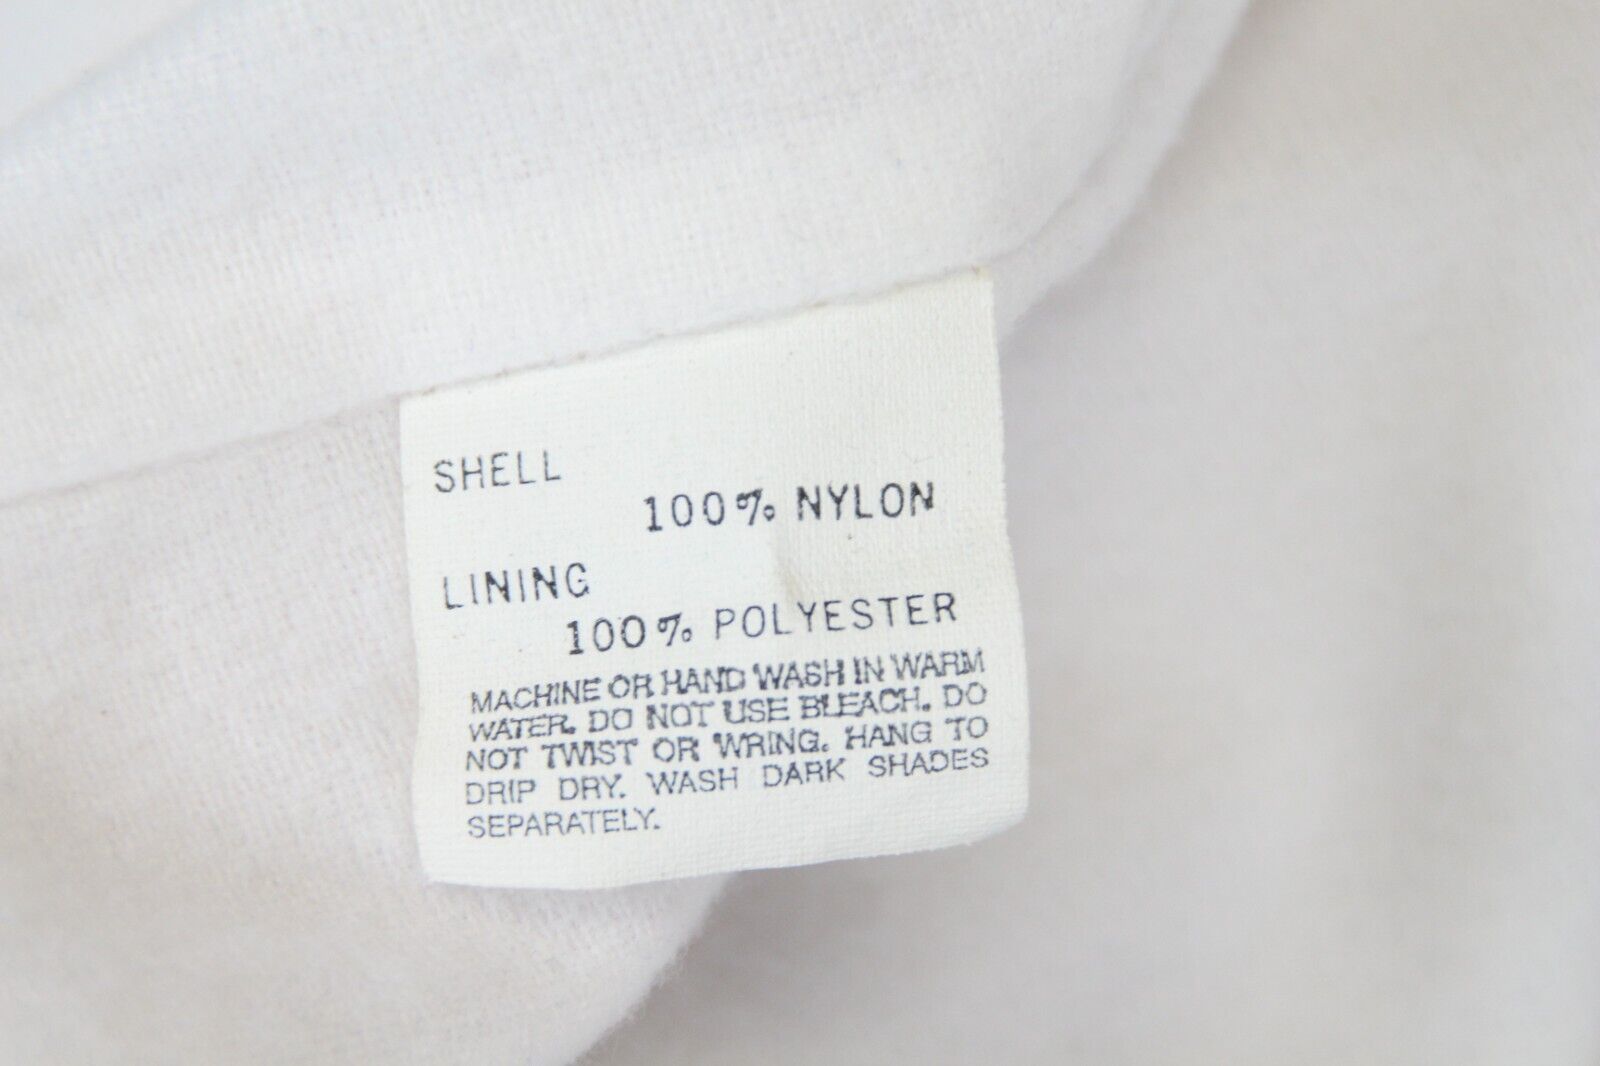 SHELL
100% NYLON
LINING
100% POLYESTER
MACHINE OR HAND WASH IN WARM
WATER. DO NOT USE BLEACH. DO
NOT TWIST OR WRING. HANG TO
DRIP DRY. WASH DARK SHADES
SEPARATELY.